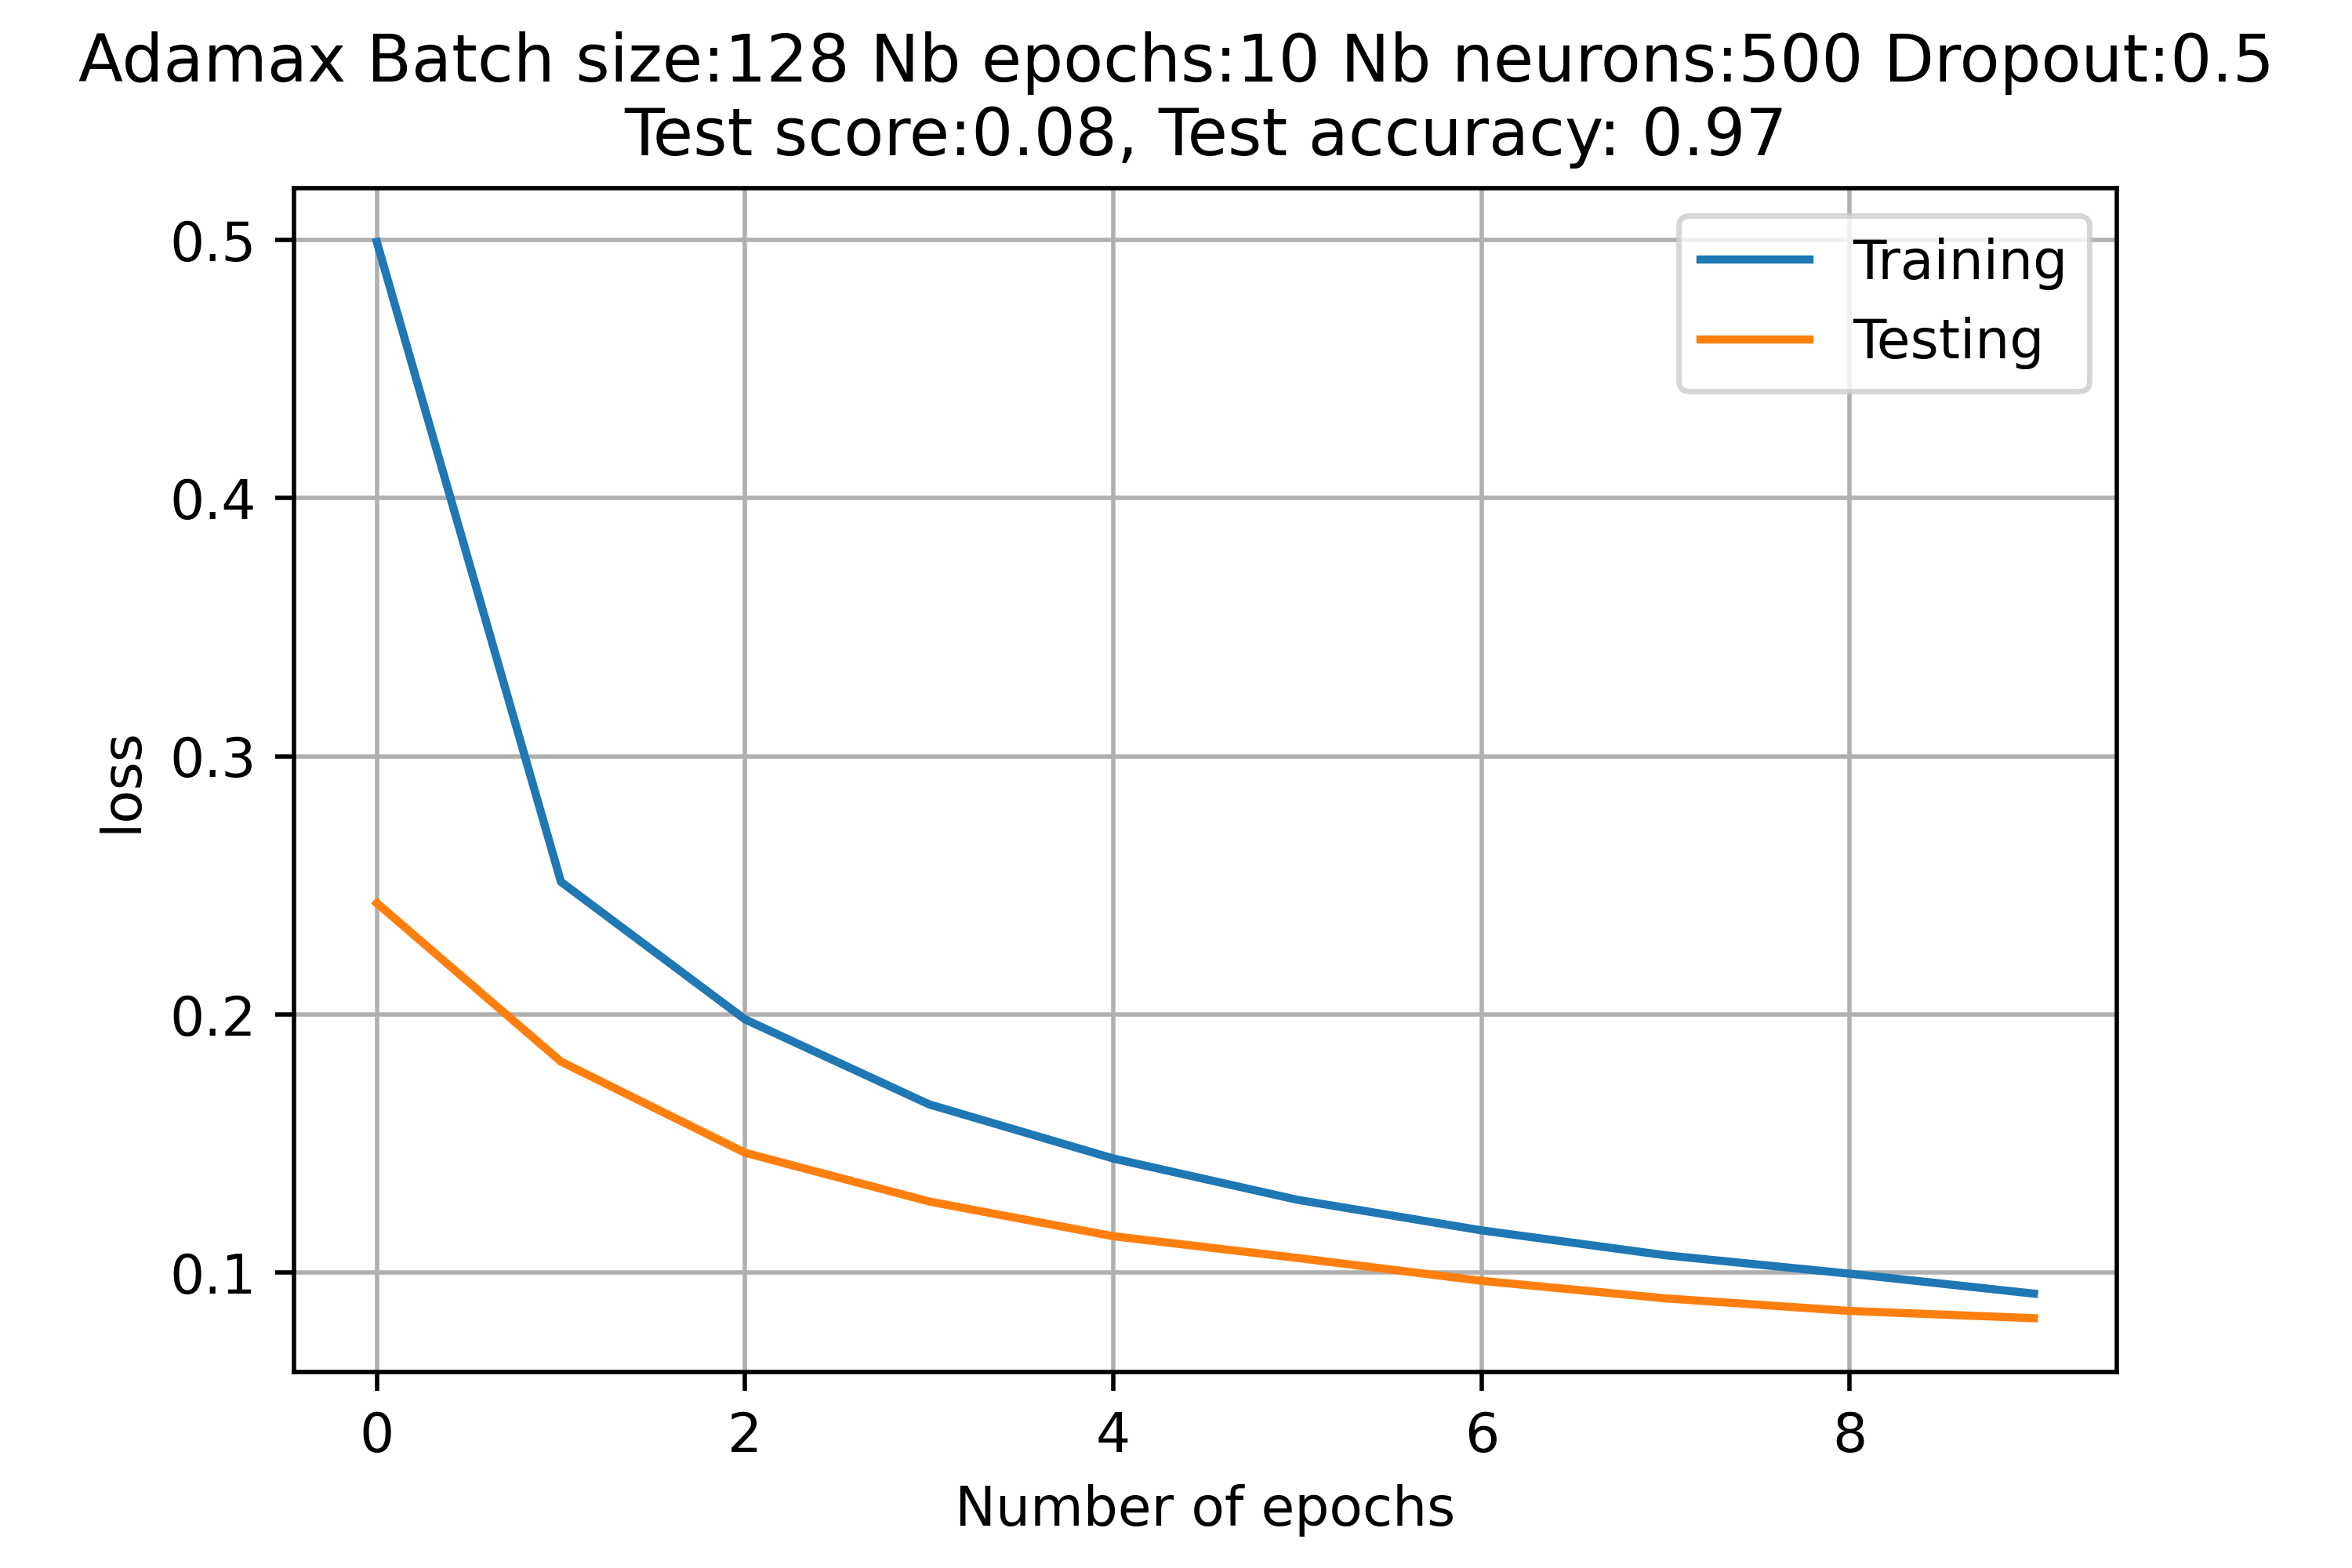 Adamax Batch size:128 Nb epochs:10 Nb neurons:500 Dropout:0.5
Test score:0.08, Test accuracy: 0.97
Training
Testing
0.5
0.4
0.3
0.2
0.1
loss
0 2 4 6 8
Number of epochs